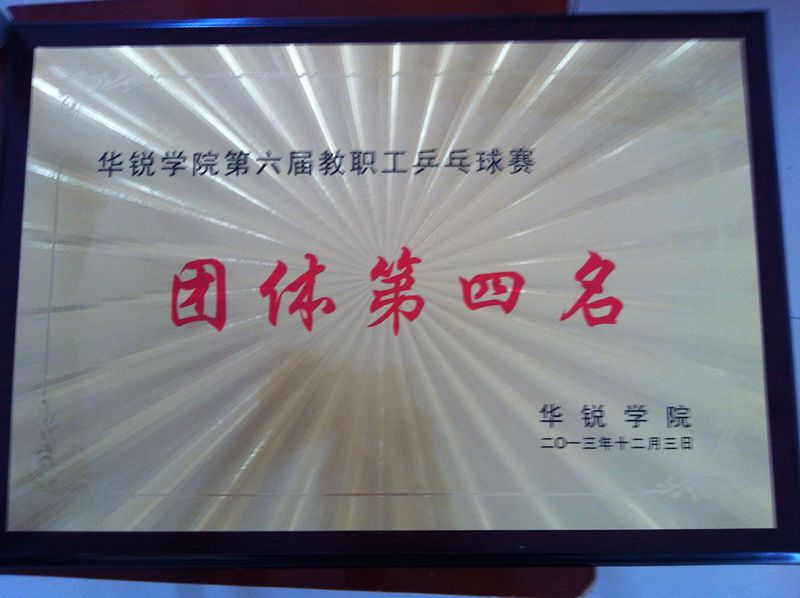 华锐学院第六届教职工乒乓球赛
团体第四名
华锐学院
二〇一三年十二月三日